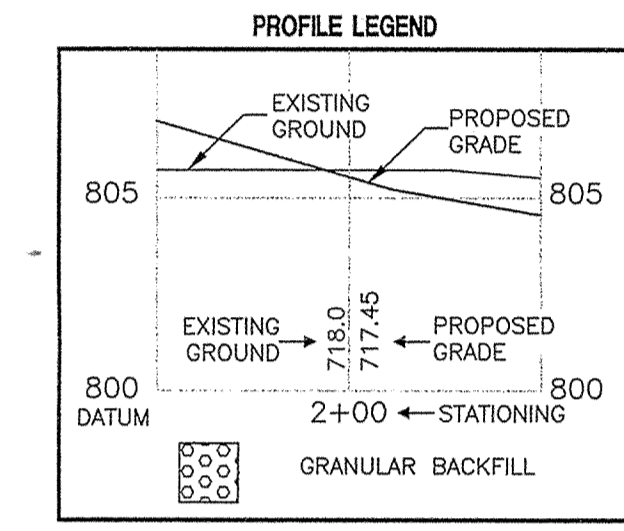 PROFILE LEGEND
EXISTING
GROUND
PROPOSED
GRADE
805
805
EXISTING
GROUND
718.0
717.45
PROPOSED
GRADE
800
DATUM
800
2+00
STATIONING
GRANULAR BACKFILL